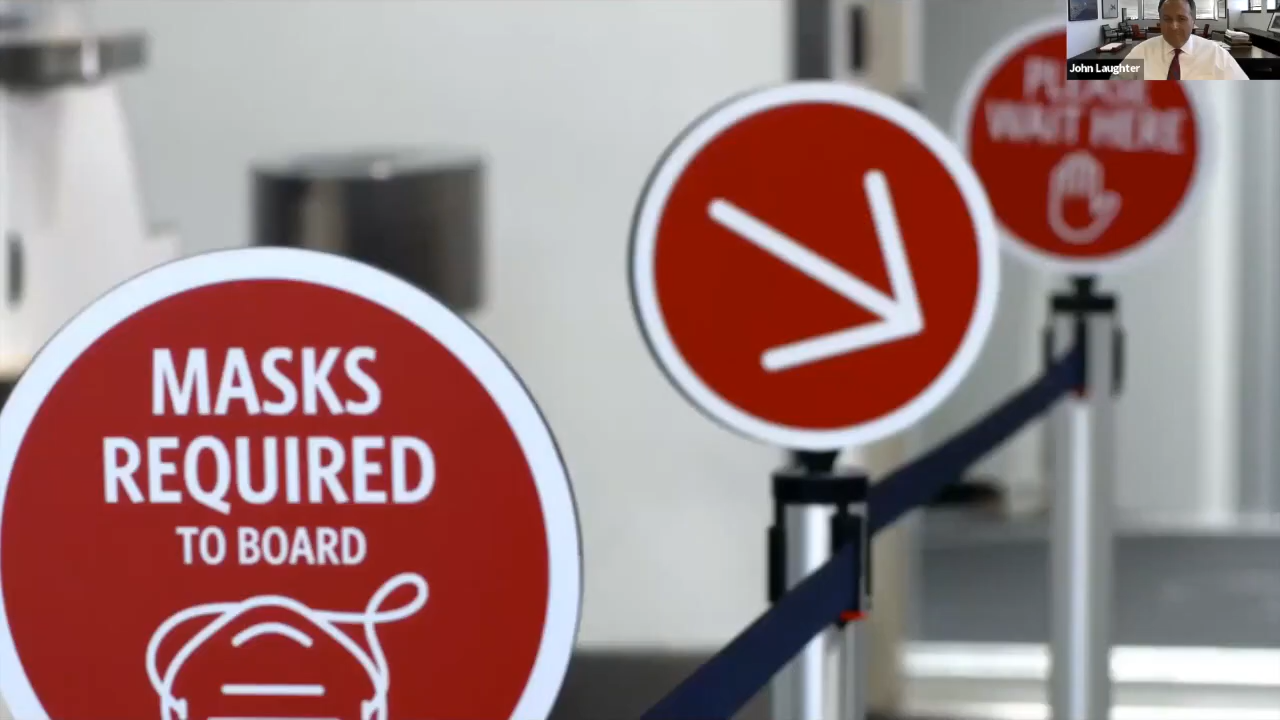 MASKS
REQUIRED
TO BOARD
PLEASE
WAIT HERE
John Laughter